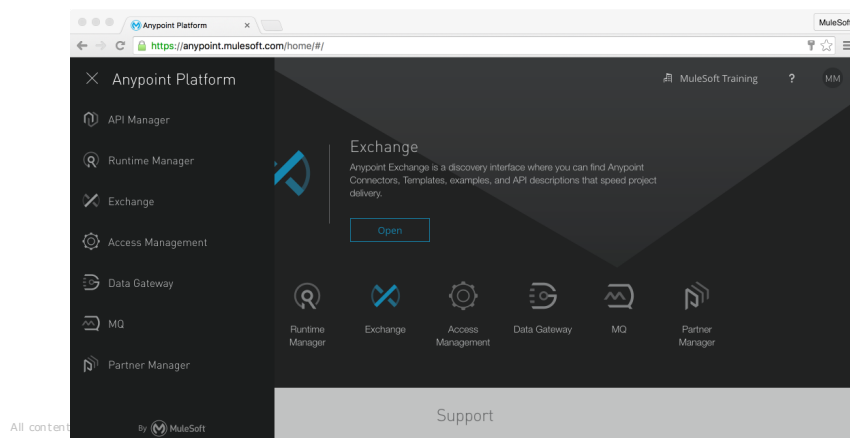 Anypoint Platform
MuleSoft
https://anypoint.mulesoft.com/home/#/
Anypoint Platform
MuleSoft Training
?
MM
API Manager
Runtime Manager
Exchange
Access Management
Data Gateway
MQ
Partner Manager
By MuleSoft
Exchange
Anypoint Exchange is a discovery interface where you can find Anypoint
Connectors, Templates, examples, and API descriptions that speed project
delivery.
Open
Runtime
Manager
Exchange
Access
Management
Data Gateway
MQ
Partner
Manager
Support
All content